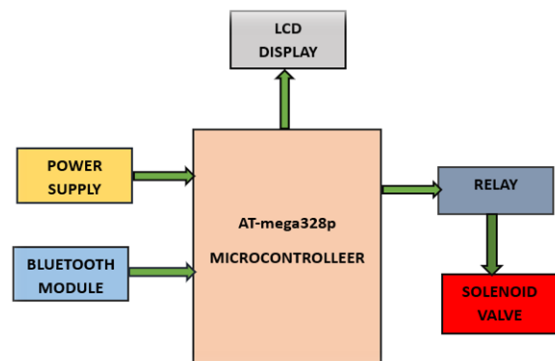 LCD
DISPLAY
POWER
SUPPLY
RELAY
AT-mega328p
MICROCONTROLLEER
BLUETOOTH
MODULE
SOLENOID
VALVE